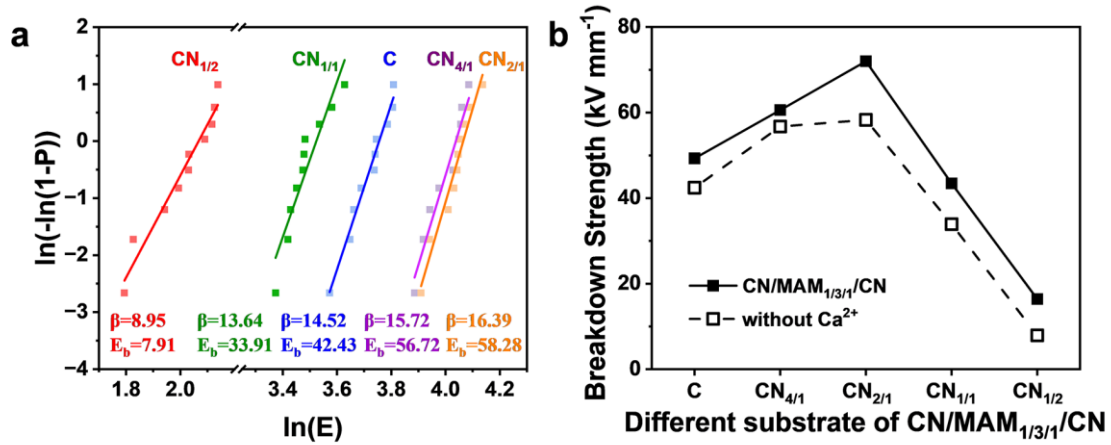 a
ln(-ln(1-P))
2
1
0
−1
−2
−3
−4
CN1/2
CN1/1
C
CN4/1
CN2/1
β=8.95
β=13.64
β=14.52
β=15.72
β=16.39
Eb=7.91
Eb=33.91
Eb=42.43
Eb=56.72
Eb=58.28
1.8
2.0
3.4
3.6
3.8
4.0
4.2
ln(E)
b
Breakdown Strength (kV mm-1)
80
60
40
20
0
CN/MAM1/3/1/CN
without Ca2+
C
CN4/1
CN2/1
CN1/1
CN1/2
Different substrate of CN/MAM1/3/1/CN